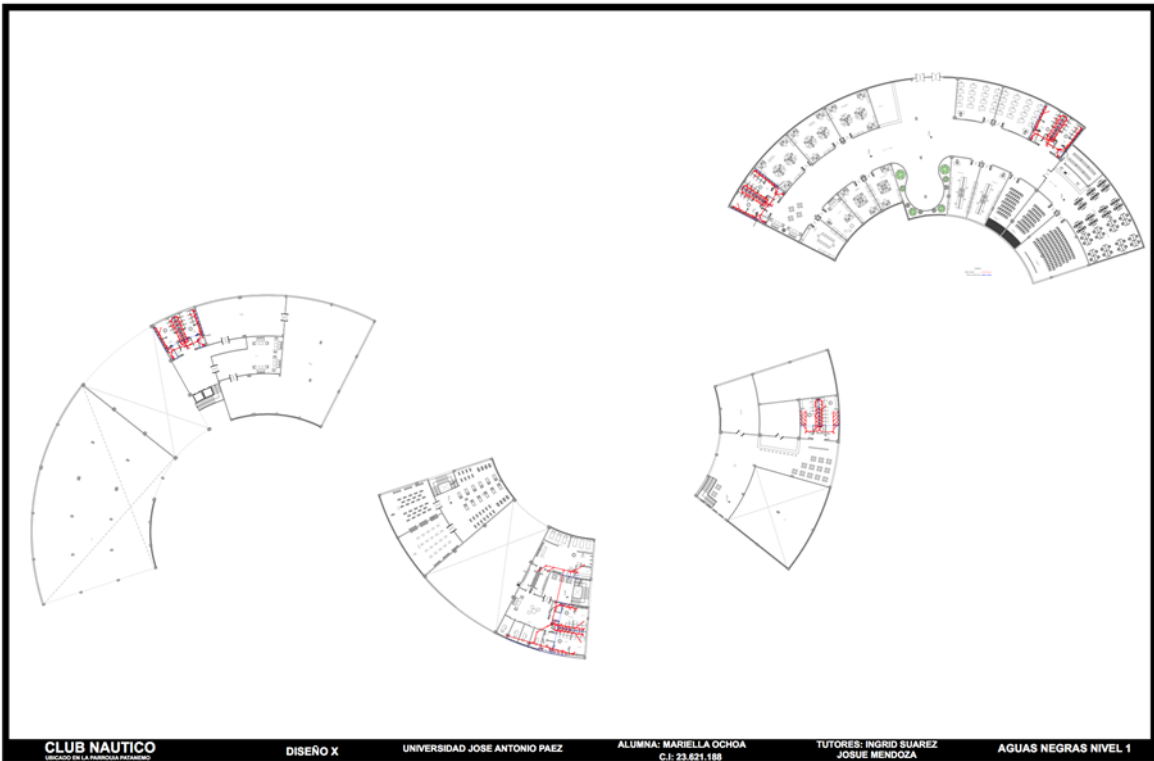 CLUB NAUTICO
UBICADO EN LA PARROQUIA PATANEMO
DISEÑO X
UNIVERSIDAD JOSE ANTONIO PAEZ
ALUMNA: MARIELLA OCHOA
C.I: 23.621.188
TUTORES: INGRID SUAREZ
JOSUE MENDOZA
AGUAS NEGRAS NIVEL 1